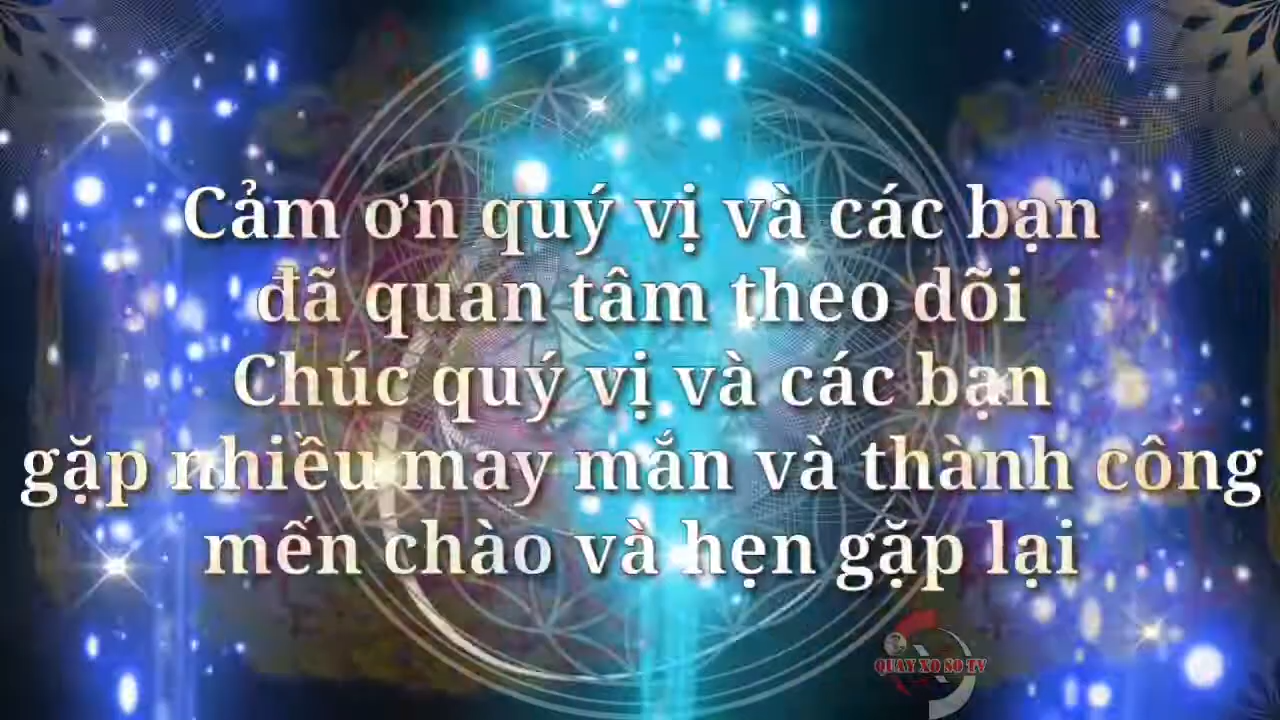 Cảm ơn quý vị và các bạn
đã quan tâm theo dõi
Chúc quý vị và các bạn
gặp nhiều may mắn và thành công
mến chào và hẹn gặp lại
QUAY XO SO TV